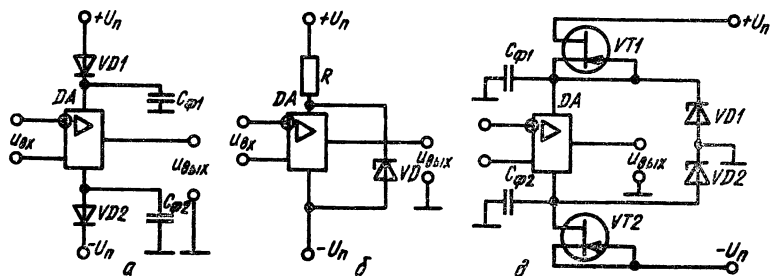 +Uп
VD1
Cф1
DA
uвх
uвых
Cф2
VD2
-Uп
а
+Uп
R
DA
uвх
uвых
VD
-Uп
б
+Uп
VT1
Cф1
DA
VD1
uвых
Cф2
VD2
VT2
-Uп
в